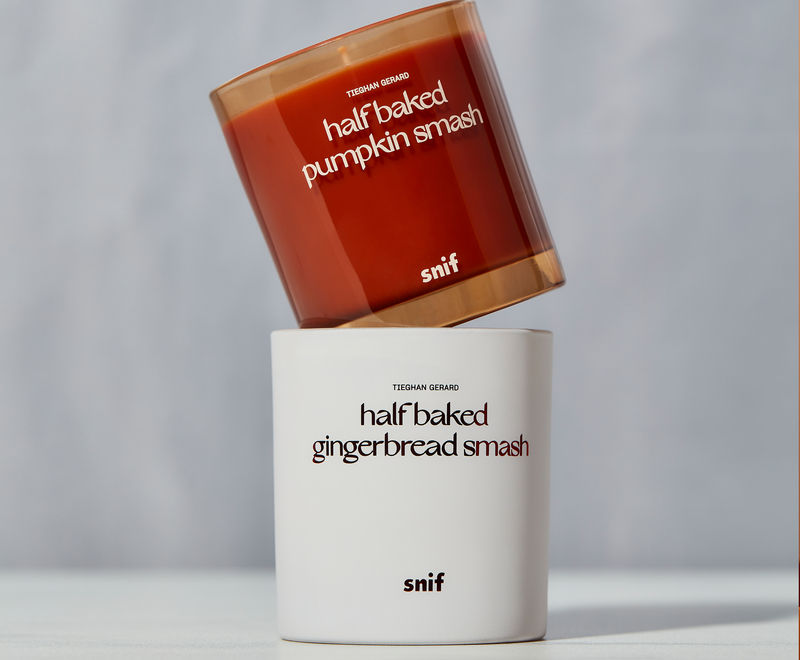 TIEGHAN GERARD
half baked
pumpkin smash
snif
TIEGHAN GERARD
half baked
gingerbread smash
snif